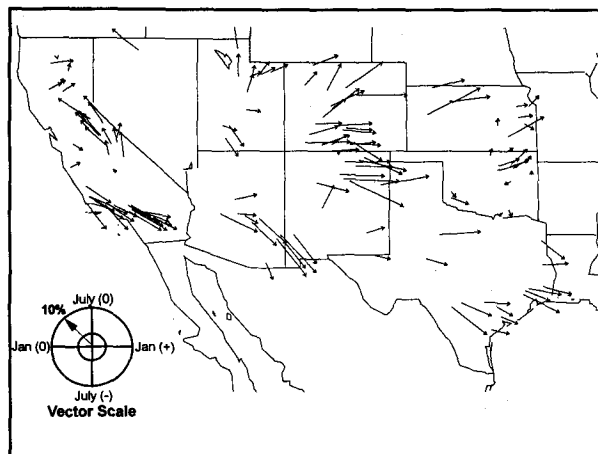 July (0)
10%
Jan (0)
Jan (+)
July (-)
Vector Scale